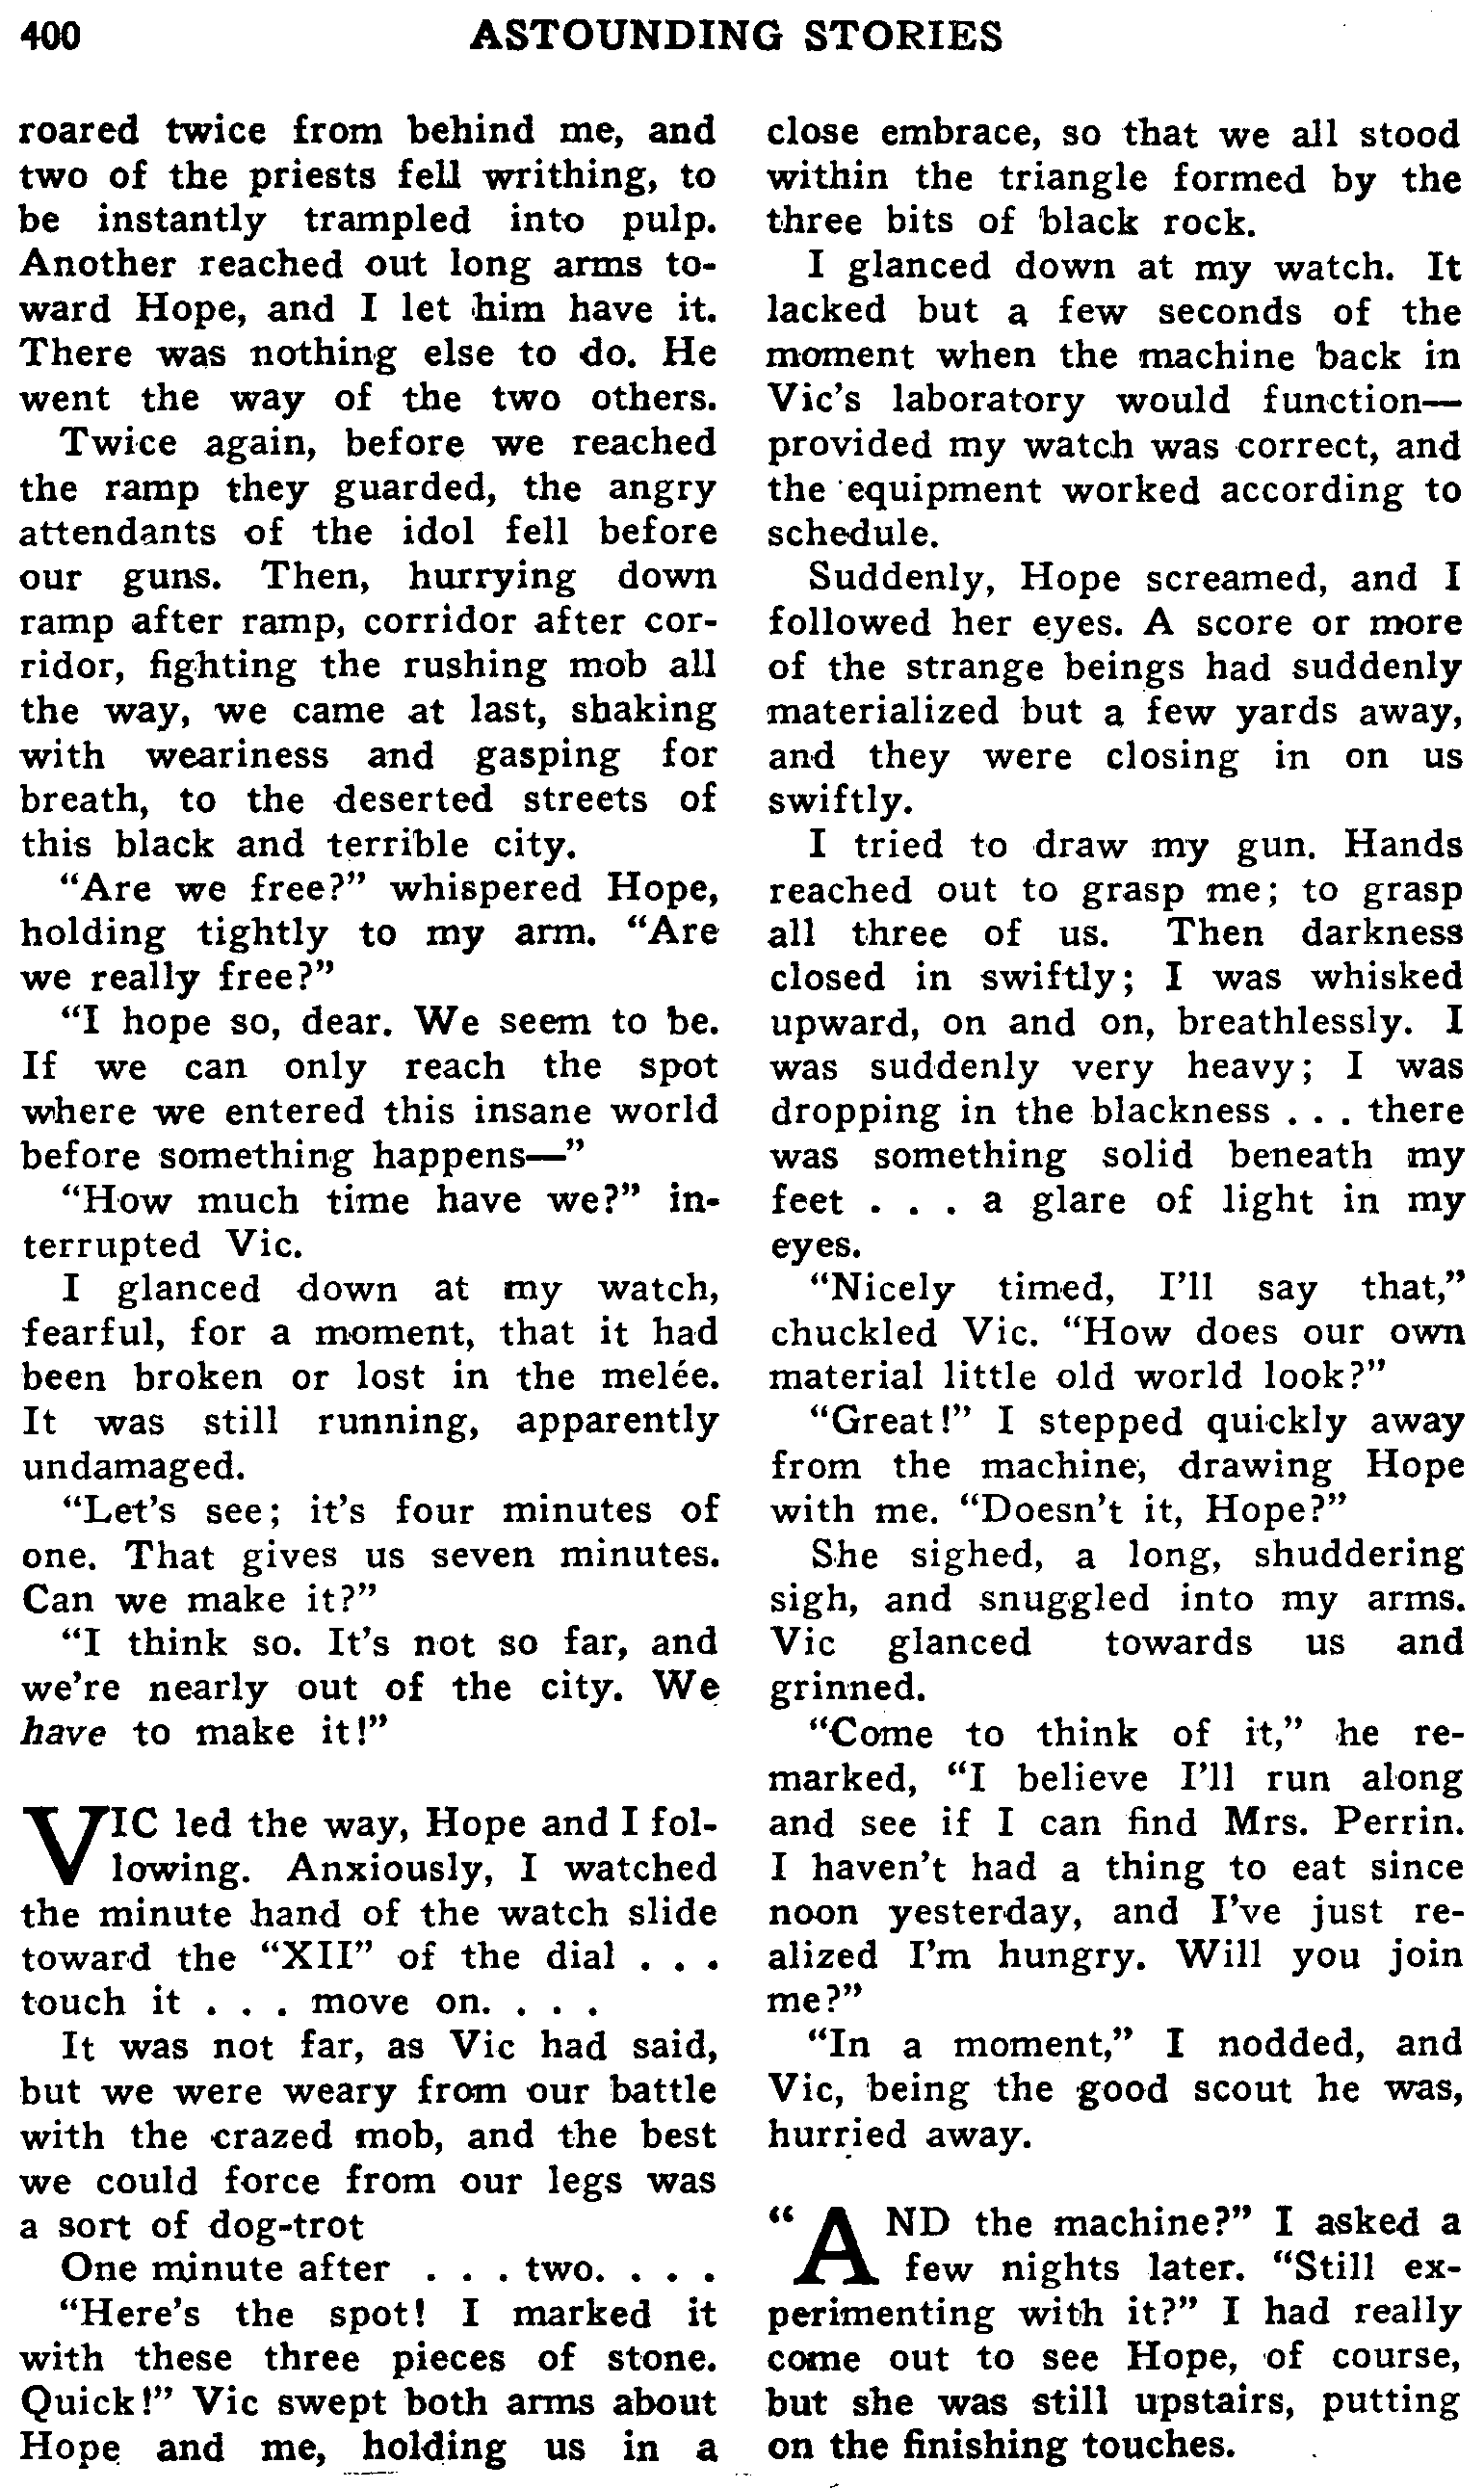 400
ASTOUNDING STORIES
roared twice from behind me, and
two of the priests fell writhing, to
be instantly trampled into pulp.
Another reached out long arms to-
ward Hope, and I let him have it.
There was nothing else to do. He
went the way of the two others.
Twice again, before we reached
the ramp they guarded, the angry
attendants of the idol fell before
our guns. Then, hurrying down
ramp after ramp, corridor after cor-
ridor, fighting the rushing mob all
the way, we came at last, shaking
with weariness and gasping for
breath, to the deserted streets of
this black and terrible city.
“Are we free?” whispered Hope,
holding tightly to my arm. “Are
we really free?”
“I hope so, dear. We seem to be.
If we can only reach the spot
where we entered this insane world
before something happens—”
“How much time have we?” in-
terrupted Vic.
I glanced down at my watch,
fearful, for a moment, that it had
been broken or lost in the melée.
It was still running, apparently
undamaged.
“Let’s see; it’s four minutes of
one. That gives us seven minutes.
Can we make it?”
“I think so. It’s not so far, and
we’re nearly out of the city. We
have to make it!”
VIC led the way, Hope and I fol-
lowing. Anxiously, I watched
the minute hand of the watch slide
toward the “XII” of the dial . . .
touch it . . . move on. . . .
It was not far, as Vic had said,
but we were weary from our battle
with the crazed mob, and the best
we could force from our legs was
a sort of dog-trot
One minute after . . . two. . . .
“Here’s the spot! I marked it
with these three pieces of stone.
Quick!” Vic swept both arms about
Hope and me, holding us in a
close embrace, so that we all stood
within the triangle formed by the
three bits of black rock.
I glanced down at my watch. It
lacked but a few seconds of the
moment when the machine back in
Vic’s laboratory would function—
provided my watch was correct, and
the equipment worked according to
schedule.
Suddenly, Hope screamed, and I
followed her eyes. A score or more
of the strange beings had suddenly
materialized but a few yards away,
and they were closing in on us
swiftly.
I tried to draw my gun. Hands
reached out to grasp me; to grasp
all three of us. Then darkness
closed in swiftly; I was whisked
upward, on and on, breathlessly. I
was suddenly very heavy; I was
dropping in the blackness . . . there
was something solid beneath my
feet . . . a glare of light in my
eyes.
“Nicely timed, I’ll say that,”
chuckled Vic. “How does our own
material little old world look?”
“Great!” I stepped quickly away
from the machine, drawing Hope
with me. “Doesn’t it, Hope?”
She sighed, a long, shuddering
sigh, and snuggled into my arms.
Vic glanced towards us and
grinned.
“Come to think of it,” he re-
marked, “I believe I’ll run along
and see if I can find Mrs. Perrin.
I haven’t had a thing to eat since
noon yesterday, and I’ve just re-
alized I’m hungry. Will you join
me?”
“In a moment,” I nodded, and
Vic, being the good scout he was,
hurried away.
“AND the machine?” I asked a
few nights later. “Still ex-
perimenting with it?” I had really
come out to see Hope, of course,
but she was still upstairs, putting
on the finishing touches.